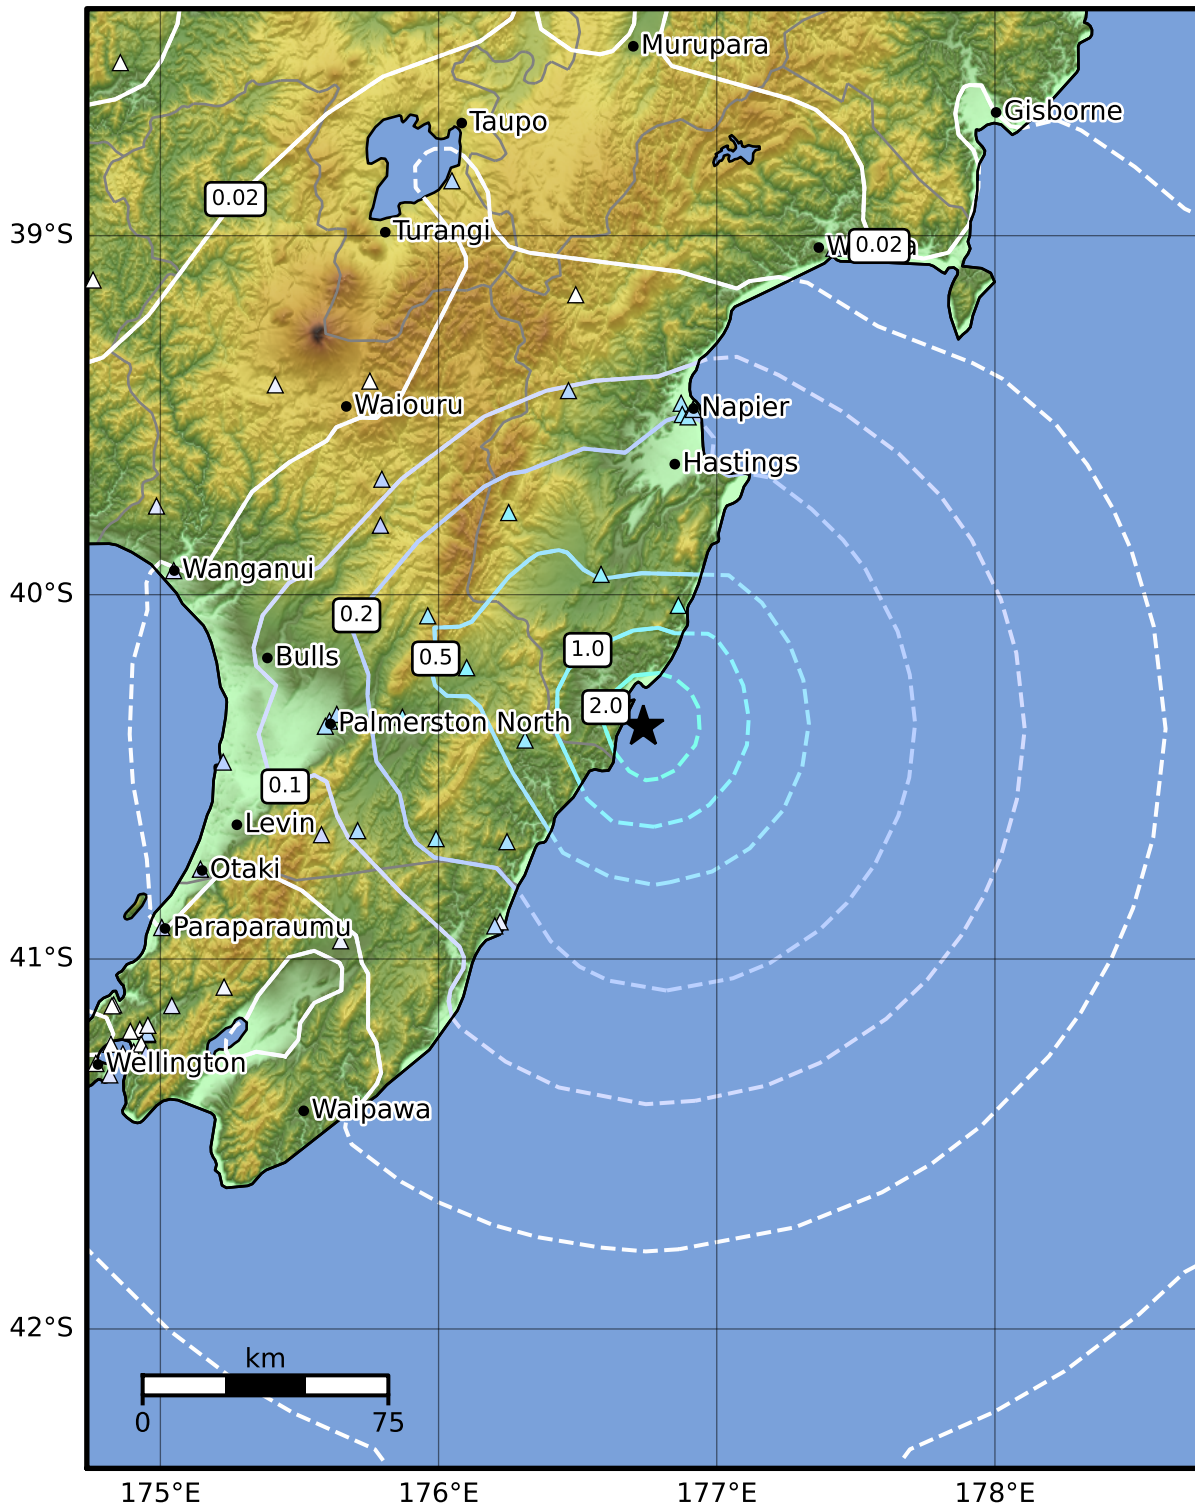 Murupara
Gisborne
Taupo
0.02
Turangi
39°S
0.02
Waiouru
Napier
Hastings
Wanganui
40°S
0.2
1.0
0.5
Bulls
2.0
Palmerston North
0.1
Levin
Otaki
Paraparaumu
41°S
Wellington
Waipawa
42°S
km
0
75
175°E
176°E
177°E
178°E